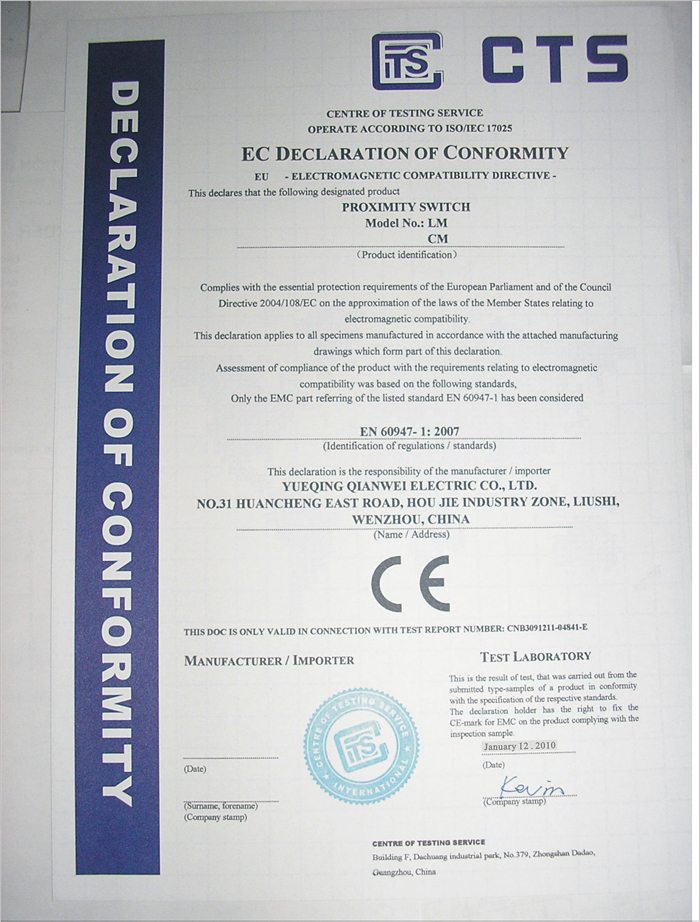 DECLARATION OF CONFORMITY
CTS CTS
CENTRE OF TESTING SERVICE
OPERATE ACCORDING TO ISO/IEC 17025
EC DECLARATION OF CONFORMITY
EU - ELECTROMAGNETIC COMPATIBILITY DIRECTIVE -
This declares that the following designated product
PROXIMITY SWITCH
Model No.: LM
CM
(Product identification)
Complies with the essential protection requirements of the European Parliament and of the Council
Directive 2004/108/EC on the approximation of the laws of the Member States relating to
electromagnetic compatibility.
This declaration applies to all specimens manufactured in accordance with the attached manufacturing
drawings which form part of this declaration.
Assessment of compliance of the product with the requirements relating to electromagnetic
compatibility was based on the following standards,
Only the EMC part referring of the listed standard EN 60947-1 has been considered
EN 60947- 1: 2007
(Identification of regulations / standards)
This declaration is the responsibility of the manufacturer / importer
YUEQING QIANWEI ELECTRIC CO., LTD.
NO.31 HUANCHENG EAST ROAD, HOU JIE INDUSTRY ZONE, LIUSHI,
WENZHOU, CHINA
(Name / Address)
CE
THIS DOC IS ONLY VALID IN CONNECTION WITH TEST REPORT NUMBER: CNB3091211-04841-E
MANUFACTURER / IMPORTER
(Date)
(Surname, forename)
(Company stamp)
CENTRE OF TESTING SERVICE
CTS
INTERNATIONAL
TEST LABORATORY
This is the result of test, that was carried out from the
submitted type-samples of a product in conformity
with the specification of the respective standards.
The declaration holder has the right to fix the
CE-mark for EMC on the product complying with the
inspection sample.
January 12 . 2010
(Date)
Kevin
(Company stamp)
CENTRE OF TESTING SERVICE
Building F, Dachuang industrial park, No.379, Zhongshan Dadao,
Guangzhou, China